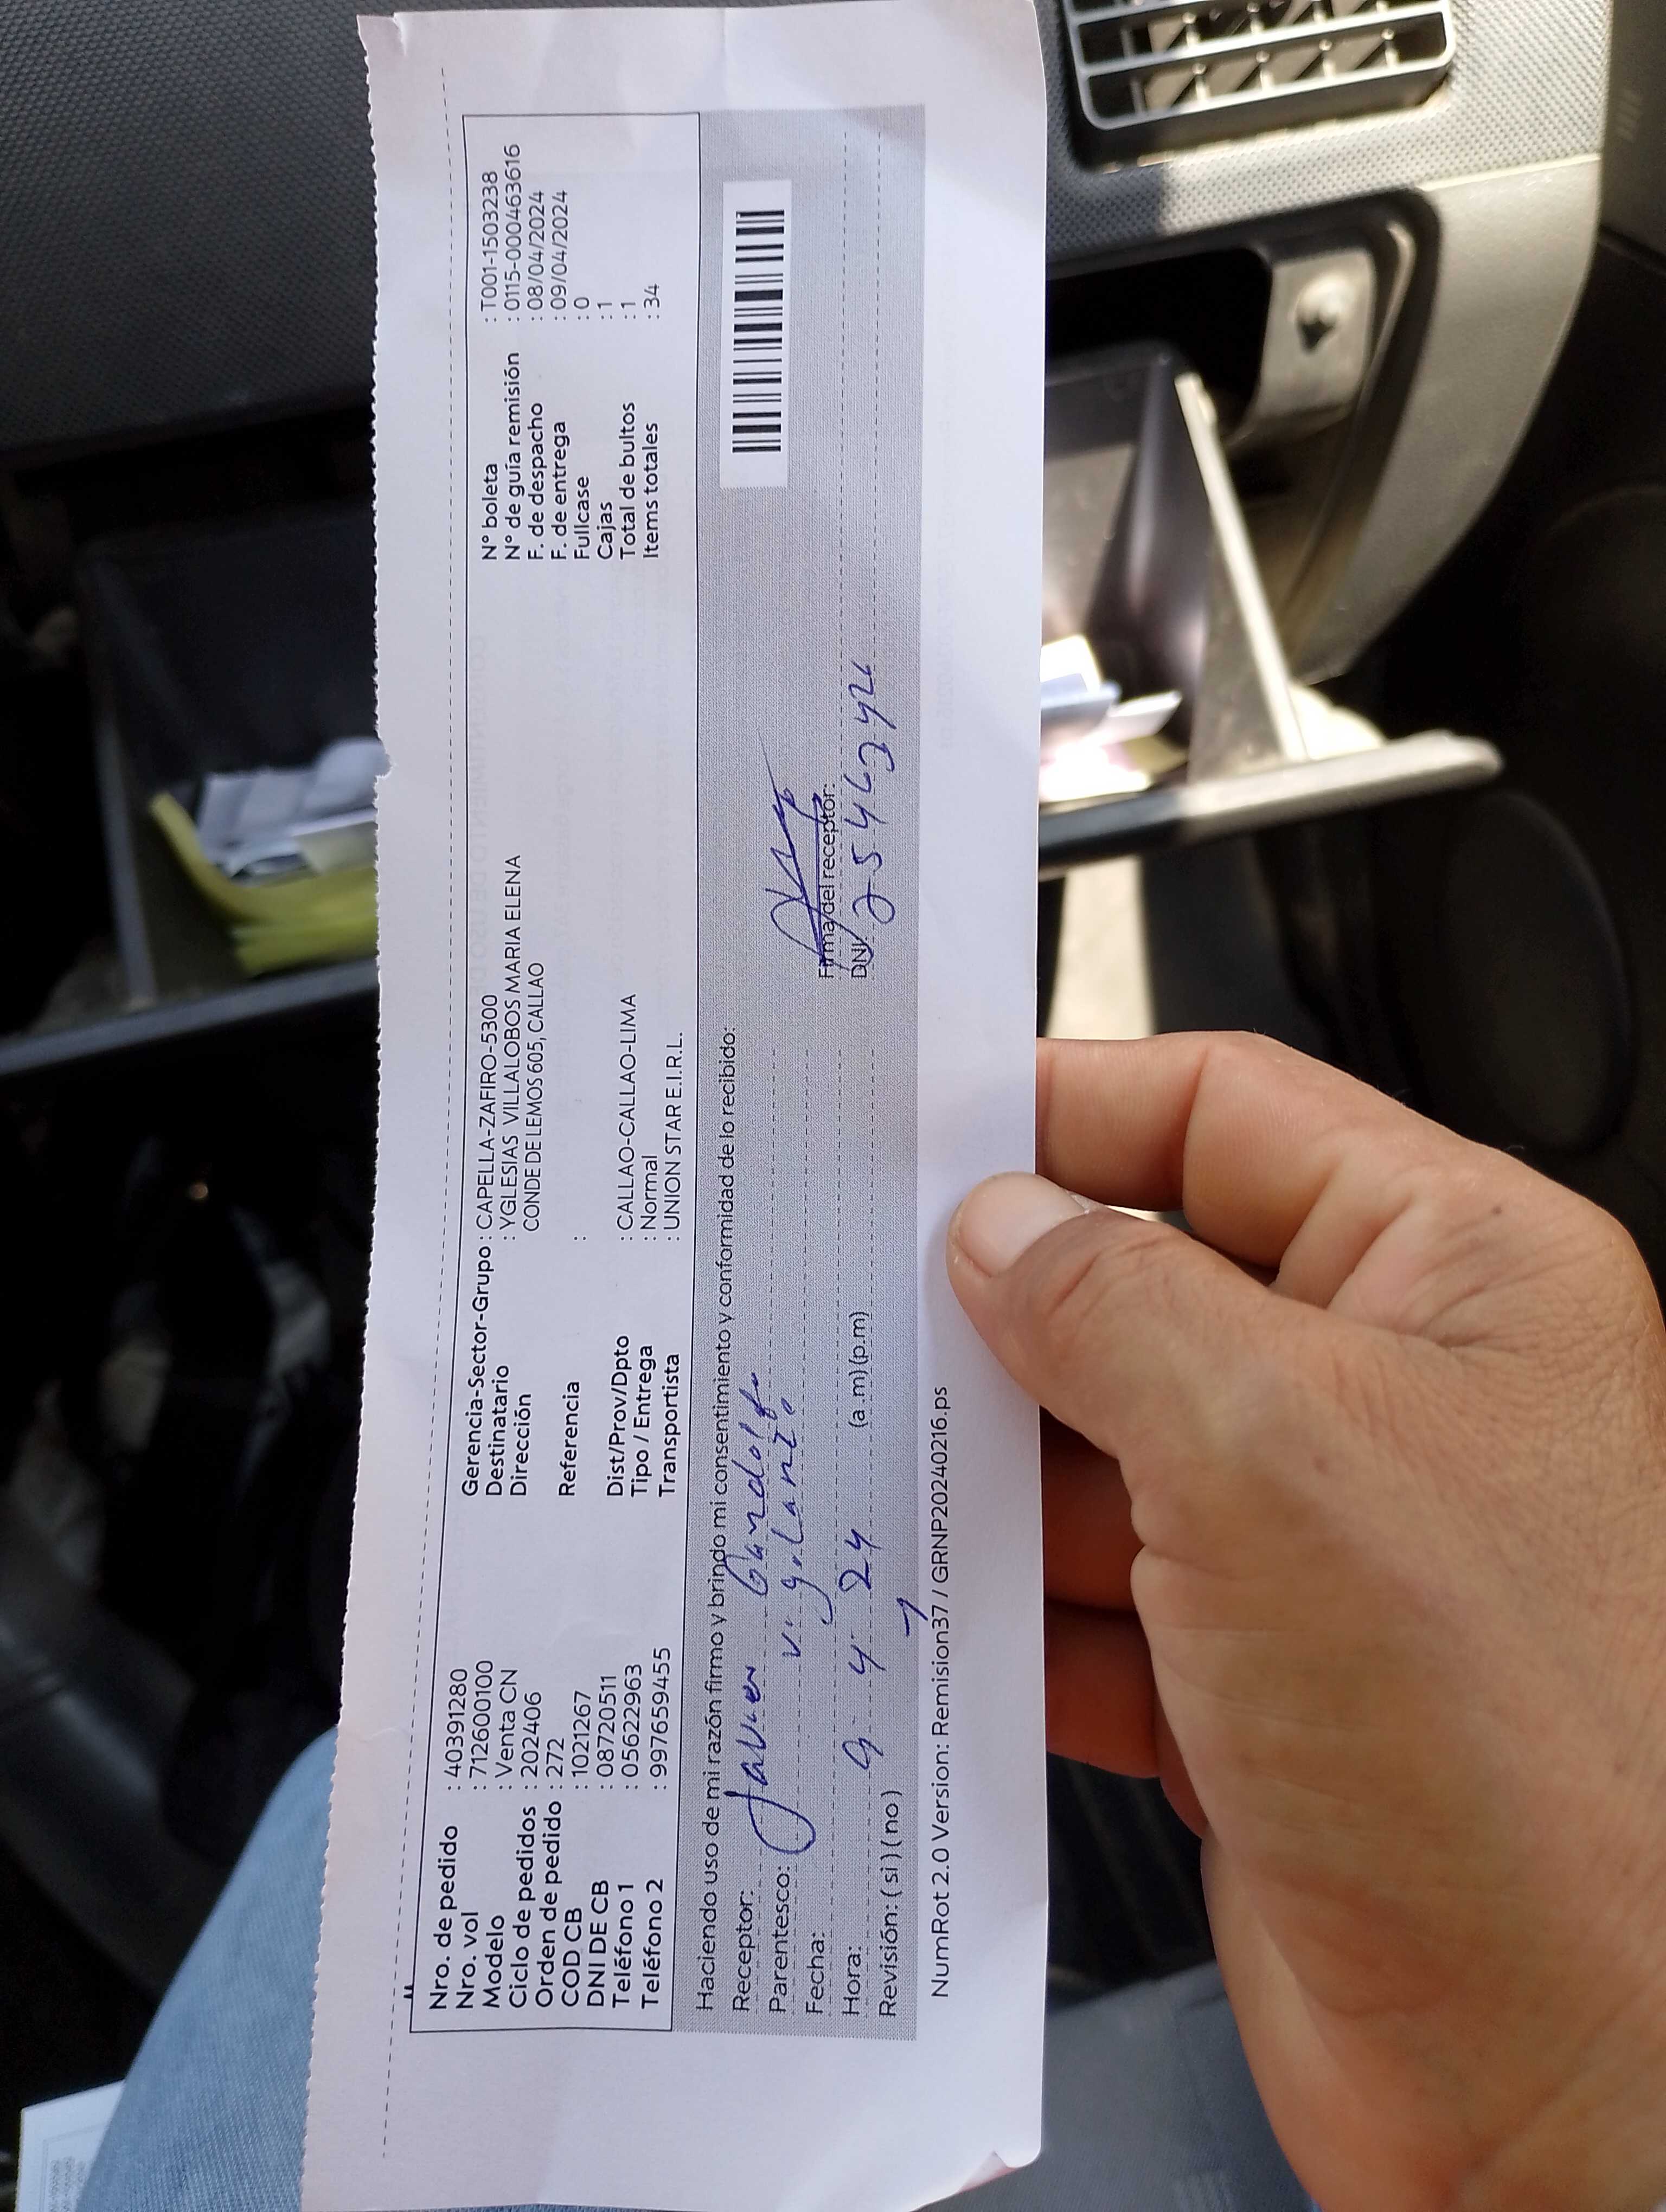 Nro. de pedido : 40391280
Nro. vol : 712600100
Modelo : Venta CN
Ciclo de pedidos : 202406
Orden de pedido : 272
COD CB : 1021267
DNI DE CB : 08720511
Teléfono 1 : 05622963
Teléfono 2 : 997659455
Gerencia-Sector-Grupo : CAPELLA-ZAFIRO-5300
Destinatario : YGLESIAS VILLALOBOS MARIA ELENA
Dirección CONDE DE LEMOS 605, CALLAO
Referencia :
Dist/Prov/Dpto : CALLAO-CALLAO-LIMA
Tipo / Entrega : Normal
Transportista : UNION STAR E.I.R.L.
N° boleta : T001-1503238
N° de guía remisión : 0115-000463616
F. de despacho : 08/04/2024
F. de entrega : 09/04/2024
Fullcase : 0
Cajas : 1
Total de bultos : 1
Items totales : 34
Haciendo uso de mi razón firmo y brindo mi consentimiento y conformidad de lo recibido:
Receptor: Javier
Parentesco: vigilante
Fecha: 9 4 24
Hora: (a.m)(p.m)
Revisión: ( si ) ( no )
Firma del receptor:
DNI:
NumRot 2.0 Version: Remision37 / GRNP20240216.ps